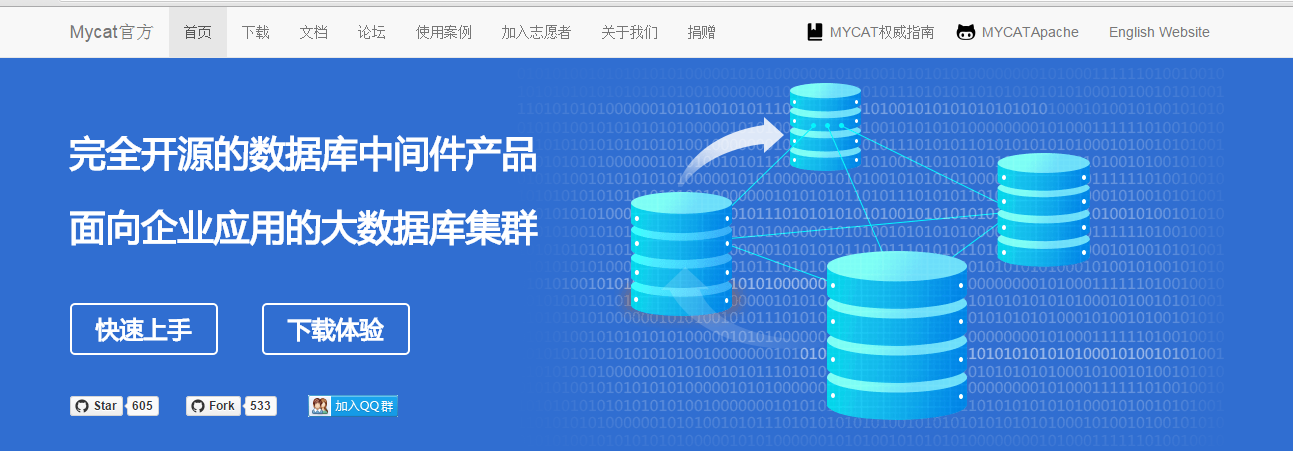 Mycat官方 首页 下载 文档 论坛 使用案例 加入志愿者 关于我们 捐赠 MYCAT权威指南 MYCATApache English Website
完全开源的数据库中间件产品
面向企业应用的大数据库集群
快速上手 下载体验
Star 605 Fork 533 加入QQ群